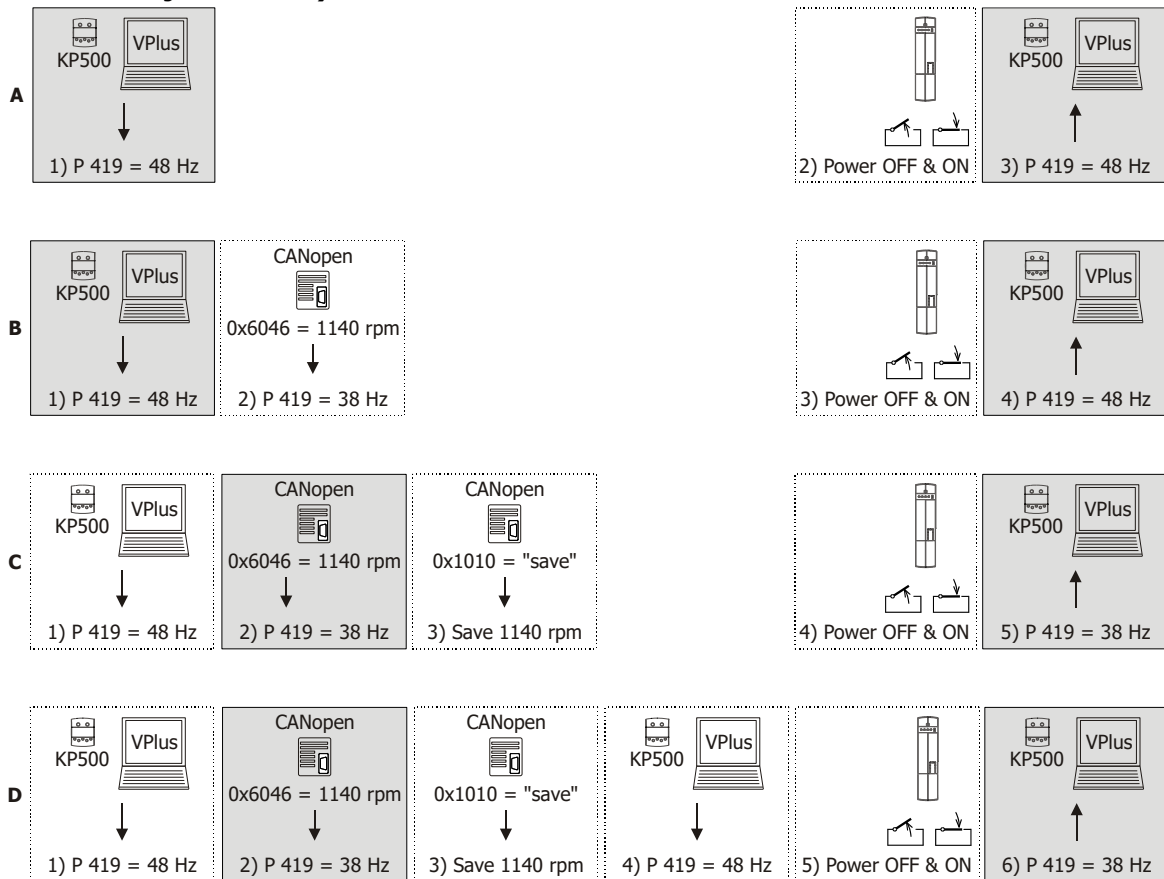 VPlus
KP500
A
1) P 419 = 48 Hz
2) Power OFF & ON
VPlus
KP500
3) P 419 = 48 Hz
B
VPlus
KP500
1) P 419 = 48 Hz
CANopen
0x6046 = 1140 rpm
2) P 419 = 38 Hz
3) Power OFF & ON
VPlus
KP500
4) P 419 = 48 Hz
C
VPlus
KP500
1) P 419 = 48 Hz
CANopen
0x6046 = 1140 rpm
2) P 419 = 38 Hz
CANopen
0x1010 = "save"
3) Save 1140 rpm
4) Power OFF & ON
VPlus
KP500
5) P 419 = 38 Hz
D
VPlus
KP500
1) P 419 = 48 Hz
CANopen
0x6046 = 1140 rpm
2) P 419 = 38 Hz
CANopen
0x1010 = "save"
3) Save 1140 rpm
VPlus
KP500
4) P 419 = 48 Hz
5) Power OFF & ON
VPlus
KP500
6) P 419 = 38 Hz